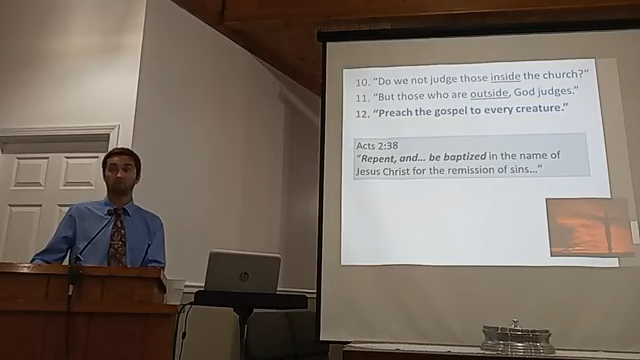 10. "Do we not judge those inside the church?"
11. "But those who are outside, God judges."
12. "Preach the gospel to every creature."
Acts 2:38
"Repent, and... be baptized in the name of
Jesus Christ for the remission of sins..."
hp